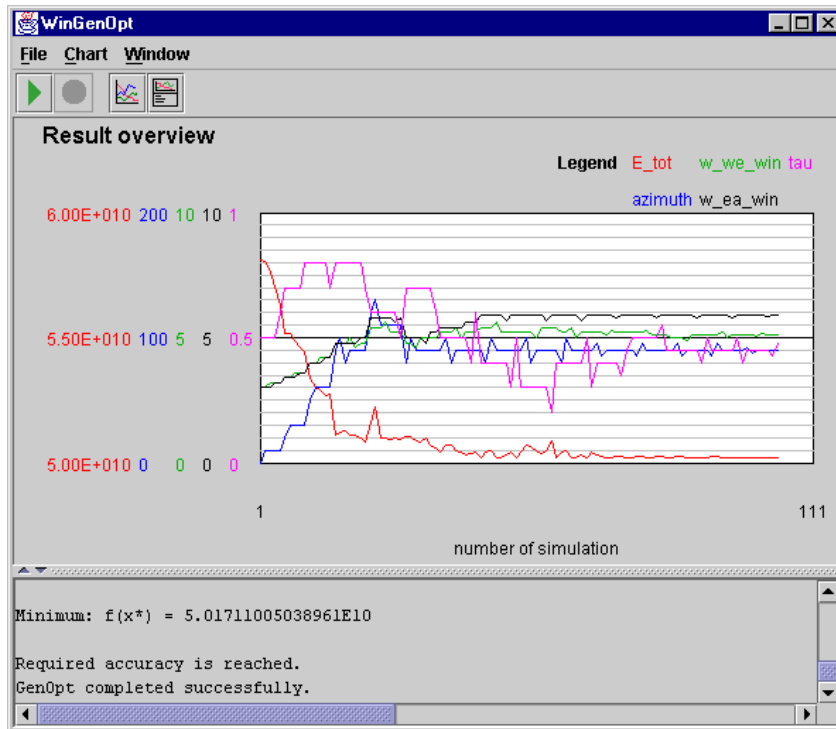 WinGenOpt
File Chart Window
Result overview
Legend E_tot w_we_win tau
azimuth w_ea_win
6.00E+010 200 10 10 1
5.50E+010 100 5 5 0.5
5.00E+010 0 0 0 0
1 111
number of simulation
Minimum: f(x*) = 5.01711005038961E10
Required accuracy is reached.
GenOpt completed successfully.